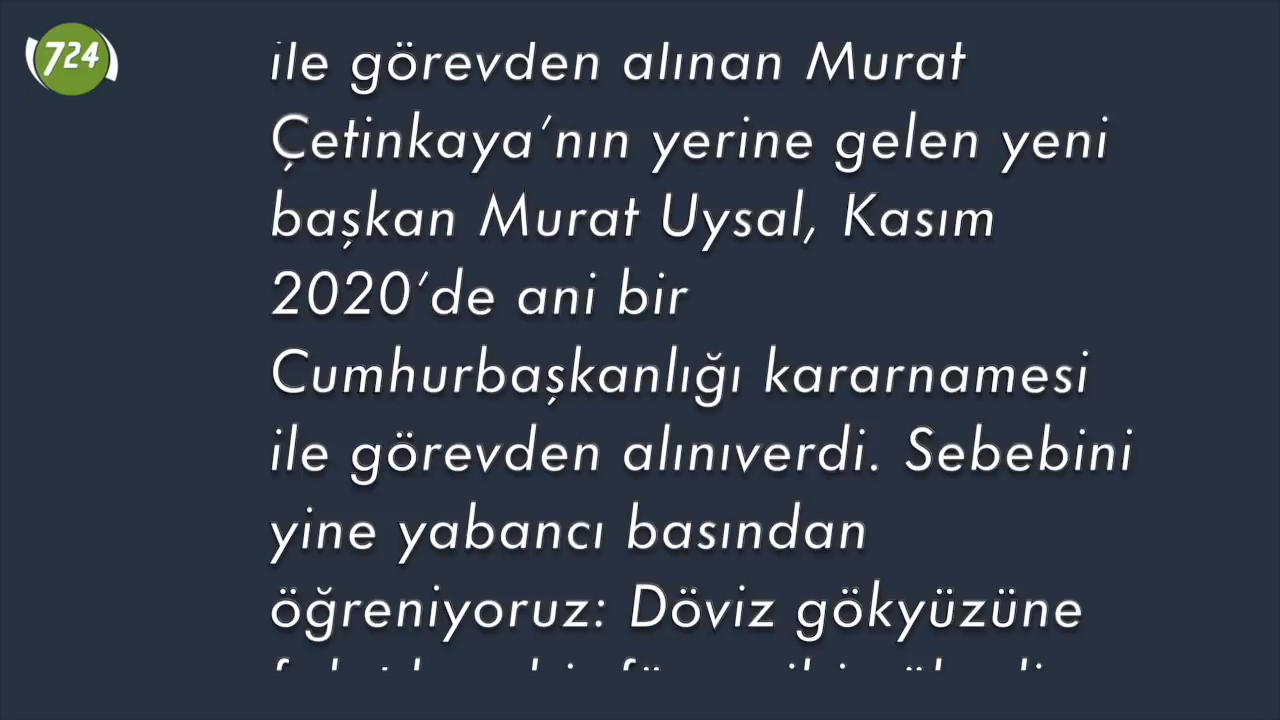 724
ile görevden alınan Murat
Çetinkaya’nın yerine gelen yeni
başkan Murat Uysal, Kasım
2020’de ani bir
Cumhurbaşkanlığı kararnamesi
ile görevden alınıverdi. Sebebini
yine yabancı basından
öğreniyoruz: Döviz gökyüzüne